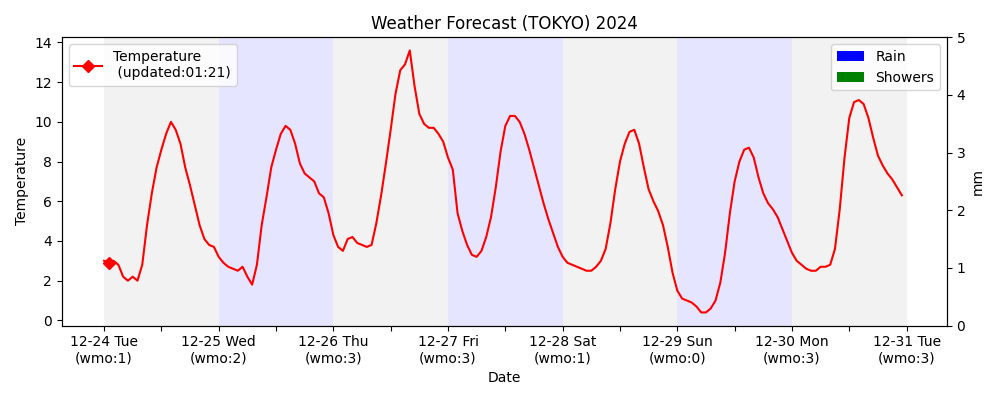 Weather Forecast (TOKYO) 2024
Temperature
(updated:01:21)
Rain
Showers
14
12
10
8
6
4
2
0
Temperature
5
4
3
2
1
0
mm
12-24 Tue 12-25 Wed 12-26 Thu 12-27 Fri 12-28 Sat 12-29 Sun 12-30 Mon 12-31 Tue
(wmo:1) (wmo:2) (wmo:3) (wmo:3) (wmo:1) (wmo:0) (wmo:3) (wmo:3)
Date